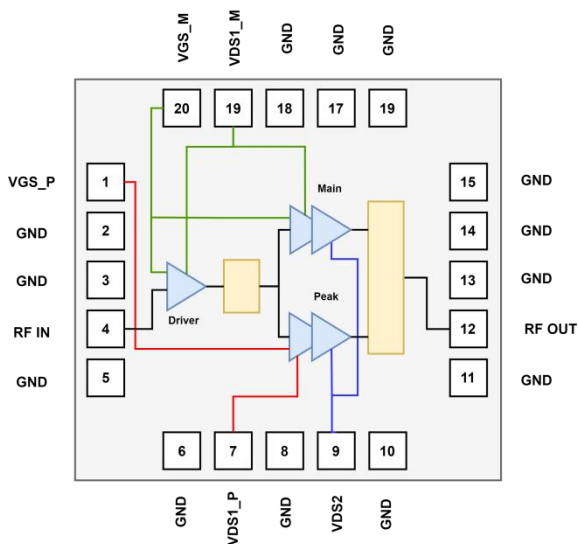 VGS_M
VDS1_M
GND
GND
GND
20
19
18
17
19
VGS_P
1
15
GND
Main
GND
2
14
GND
GND
3
13
GND
RF IN
4
Driver
Peak
12
RF OUT
GND
5
11
GND
6
7
8
9
10
GND
VDS1_P
GND
VDS2
GND